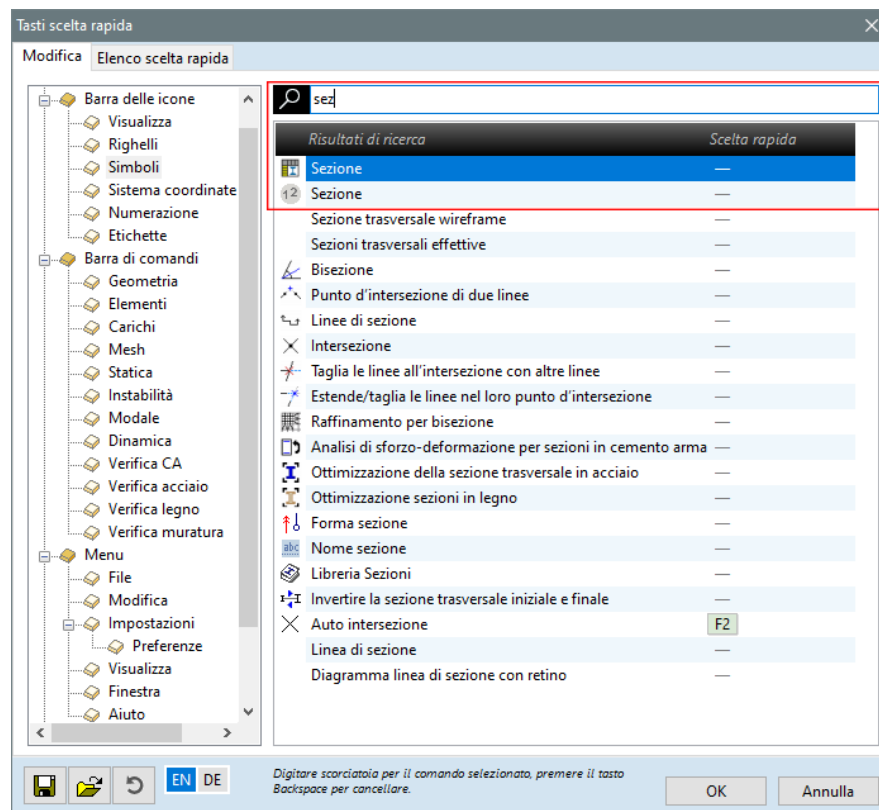 Tasti scelta rapida
Modifica
Elenco scelta rapida
Barra delle icone
Visualizza
Righelli
Simboli
Sistema coordinate
Numerazione
Etichette
Barra di comandi
Geometria
Elementi
Carichi
Mesh
Statica
Instabilità
Modale
Dinamica
Verifica CA
Verifica acciaio
Verifica legno
Verifica muratura
Menu
File
Modifica
Impostazioni
Preferenze
Visualizza
Finestra
Aiuto
sez
Risultati di ricerca Scelta rapida
Sezione —
12 Sezione —
Sezione trasversale wireframe —
Sezioni trasversali effettive —
Bisezione —
Punto d'intersezione di due linee —
Linee di sezione —
Intersezione —
Taglia le linee all'intersezione con altre linee —
Estende/taglia le linee nel loro punto d'intersezione —
Raffinamento per bisezione —
Analisi di sforzo-deformazione per sezioni in cemento arma —
Ottimizzazione della sezione trasversale in acciaio —
Ottimizzazione sezioni in legno —
Forma sezione —
abc Nome sezione —
Libreria Sezioni —
Invertire la sezione trasversale iniziale e finale —
Auto intersezione F2
Linea di sezione —
Diagramma linea di sezione con retino —
EN DE
Digitare scorciatoia per il comando selezionato, premere il tasto
Backspace per cancellare.
OK
Annulla